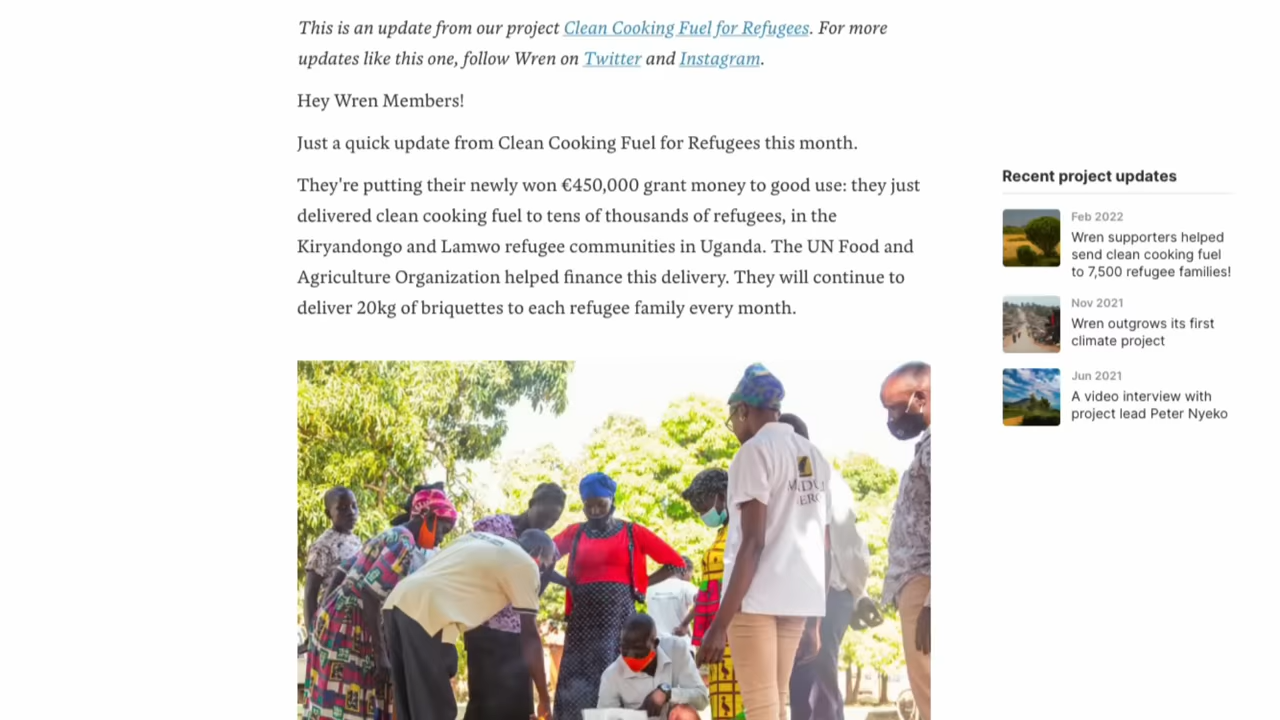 This is an update from our project Clean Cooking Fuel for Refugees. For more
updates like this one, follow Wren on Twitter and Instagram.
Hey Wren Members!
Just a quick update from Clean Cooking Fuel for Refugees this month.
They're putting their newly won €450,000 grant money to good use: they just
delivered clean cooking fuel to tens of thousands of refugees, in the
Kiryandongo and Lamwo refugee communities in Uganda. The UN Food and
Agriculture Organization helped finance this delivery. They will continue to
deliver 20kg of briquettes to each refugee family every month.
Recent project updates
Feb 2022
Wren supporters helped
send clean cooking fuel
to 7,500 refugee families!
Nov 2021
Wren outgrows its first
climate project
Jun 2021
A video interview with
project lead Peter Nyeko